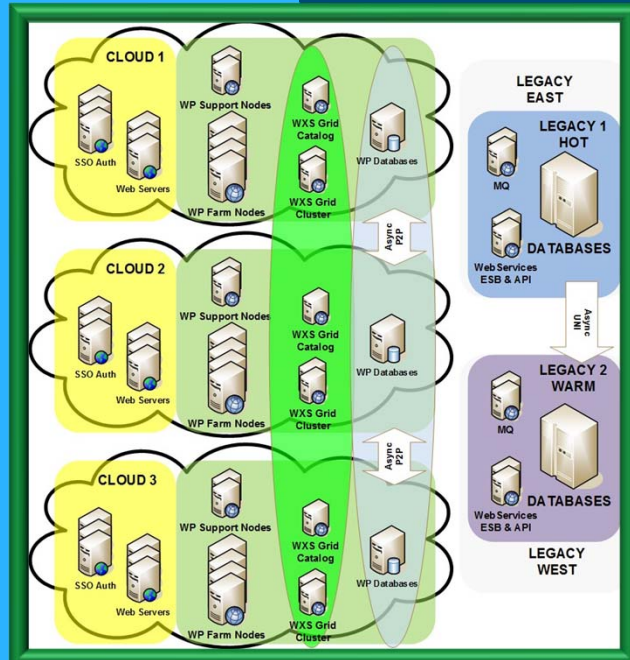 CLOUD 1
SSO Auth
Web Servers
WP Support Nodes
WP Farm Nodes
WXS Grid
Catalog
WXS Grid
Cluster
WP Databases
Async
P2P
CLOUD 2
SSO Auth
Web Servers
WP Support Nodes
WP Farm Nodes
WXS Grid
Catalog
WXS Grid
Cluster
WP Databases
Async
P2P
CLOUD 3
SSO Auth
Web Servers
WP Support Nodes
WP Farm Nodes
WXS Grid
Catalog
WXS Grid
Cluster
WP Databases
LEGACY
EAST
LEGACY 1
HOT
MQ
DATABASES
WebServices
ESB & API
Async
UNI
LEGACY 2
WARM
MQ
DATABASES
WebServices
ESB & API
LEGACY
WEST